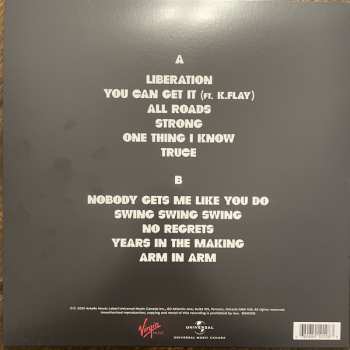 A
LIBERATION
YOU CAN GET IT (FT. K.FLAY)
ALL ROADS
STRONG
ONE THING I KNOW
TRUCE
B
NOBODY GETS ME LIKE YOU DO
SWING SWING SWING
NO REGRETS
YEARS IN THE MAKING
ARM IN ARM
Virgin
UNIVERSAL
UNIVERSAL MUSIC CANADA